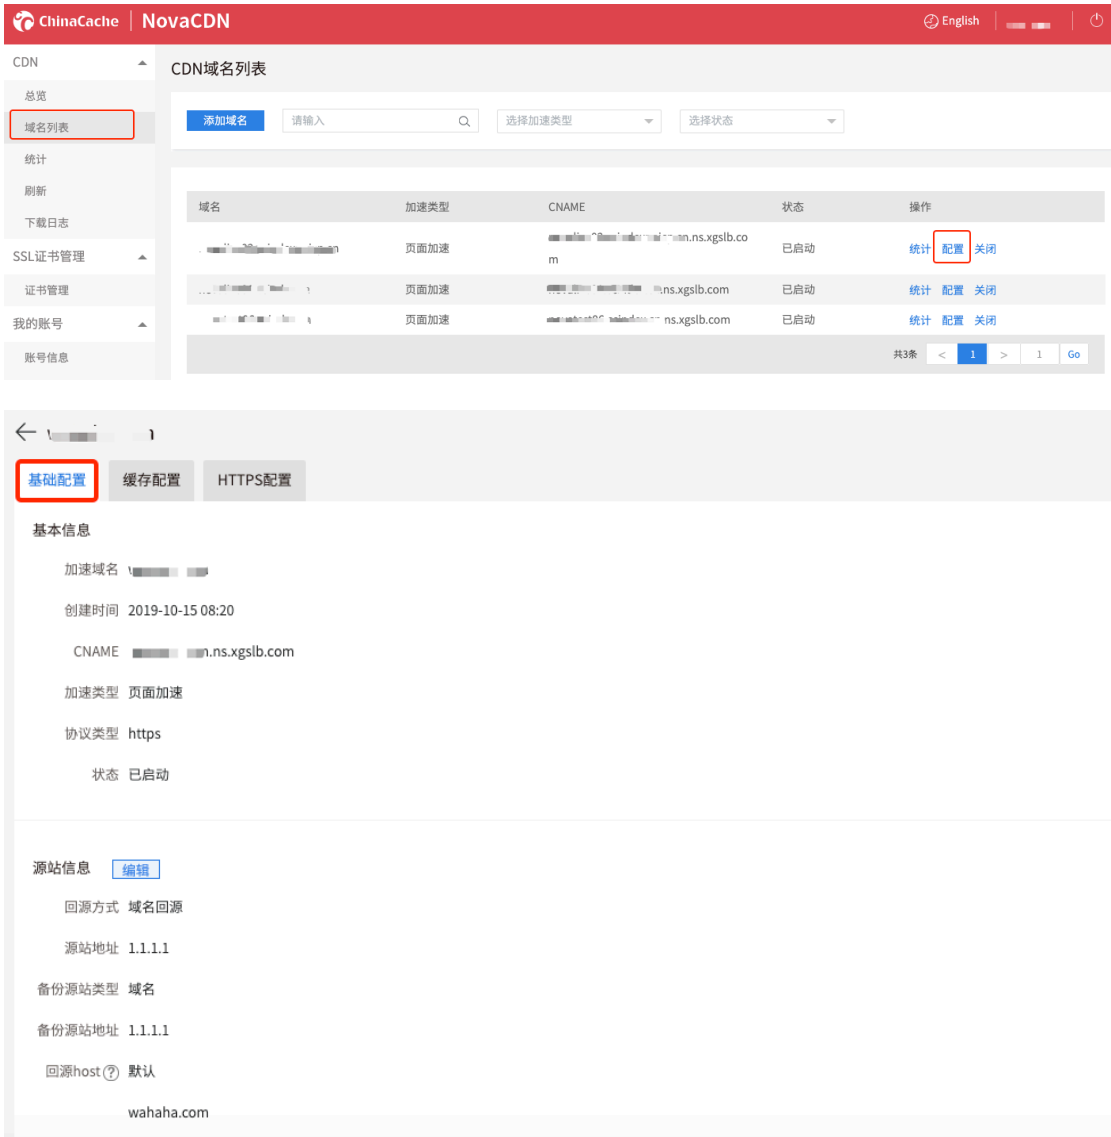 ChinaCache | NovaCDN
English
CDN
总览
域名列表
统计
刷新
下载日志
SSL证书管理
证书管理
我的账号
账号信息
CDN域名列表
添加域名 请输入 选择加速类型 选择状态
域名 加速类型 CNAME 状态 操作
页面加速 .ns.xgslb.co 已启动 统计 配置 关闭
m
页面加速 .ns.xgslb.com 已启动 统计 配置 关闭
页面加速 ns.xgslb.com 已启动 统计 配置 关闭
共3条 < 1 > 1 Go
基础配置 缓存配置 HTTPS配置
基本信息
加速域名
创建时间 2019-10-15 08:20
CNAME .ns.xgslb.com
加速类型 页面加速
协议类型 https
状态 已启动
源站信息 编辑
回源方式 域名回源
源站地址 1.1.1.1
备份源站类型 域名
备份源站地址 1.1.1.1
回源host ? 默认
wahaha.com